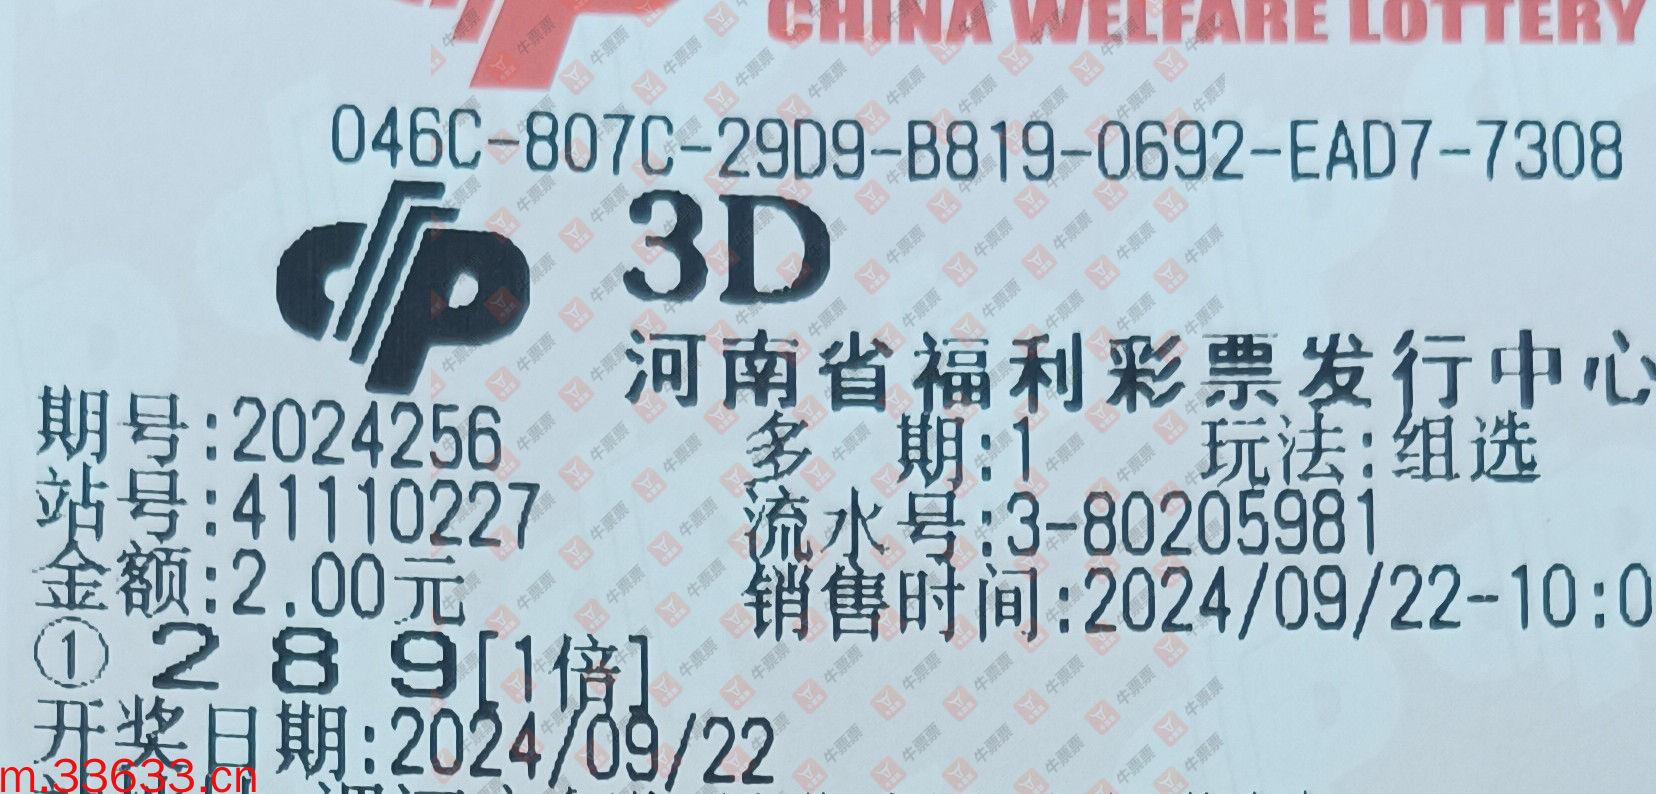 CHINA WELFARE LOTTERY
046C-807C-29D9-B819-0692-EAD7-7308
3D
河南省福利彩票发行中心
期号:2024256 多期:1 玩法:组选
站号:41110227 流水号:3-80205981
金额:2.00元 销售时间:2024/09/22-10:0
① 2 8 9[1倍]
开奖日期:2024/09/22
m.33633.cn
牛票票